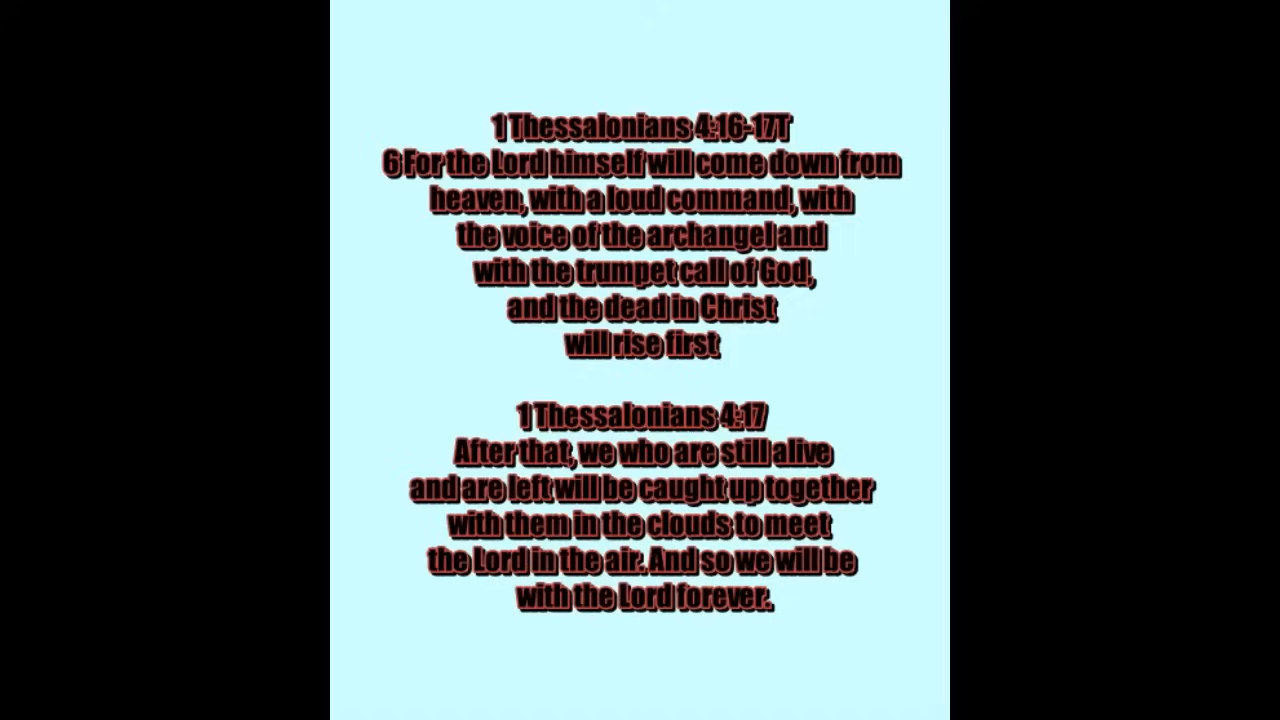 1 Thessalonians 4:16-17T
6 For the Lord himself will come down from
heaven, with a loud command, with
the voice of the archangel and
with the trumpet call of God,
and the dead in Christ
will rise first
1 Thessalonians 4:17
After that, we who are still alive
and are left will be caught up together
with them in the clouds to meet
the Lord in the air. And so we will be
with the Lord forever.